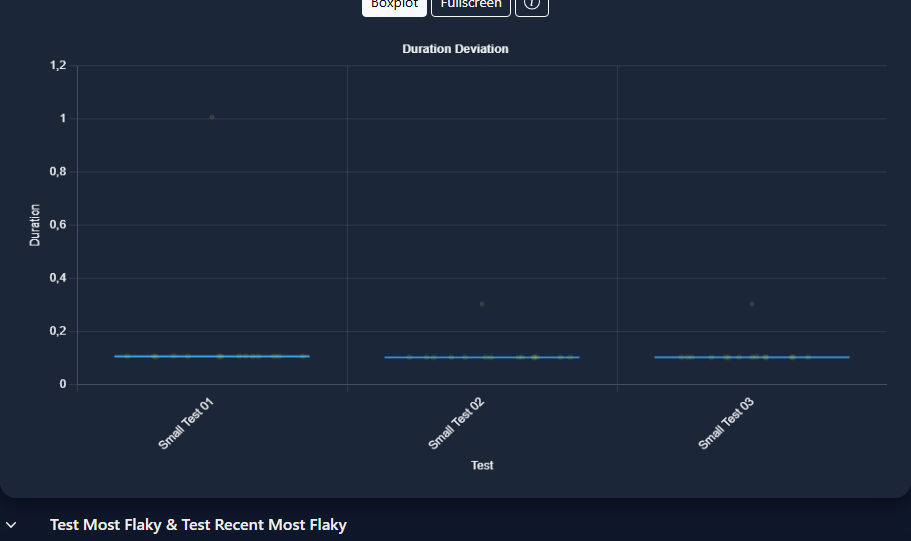 Boxplot
Fullscreen
Duration Deviation
1,2
1
0,8
0,6
0,4
0,2
0
Duration
Small Test 01
Small Test 02
Small Test 03
Test
Test Most Flaky & Test Recent Most Flaky